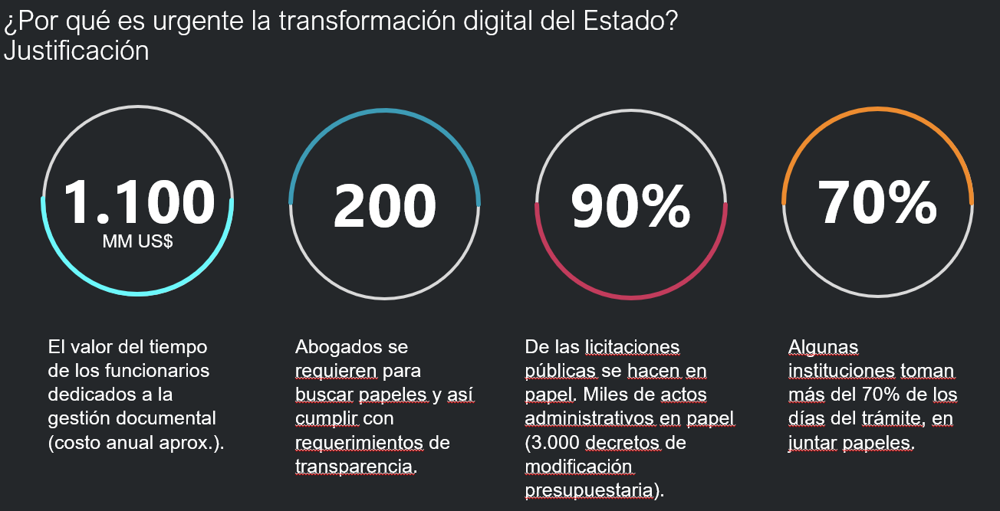 ¿Por qué es urgente la transformación digital del Estado?
Justificación
1.100
MM US$
200
90%
70%
El valor del tiempo
de los funcionarios
dedicados a la
gestión documental
(costo anual aprox.).
Abogados se
requieren para
buscar papeles y así
cumplir con
requerimientos de
transparencia.
De las licitaciones
públicas se hacen en
papel. Miles de actos
administrativos en papel
(3.000 decretos de
modificación
presupuestaria).
Algunas
instituciones toman
más del 70% de los
días del trámite, en
juntar papeles.